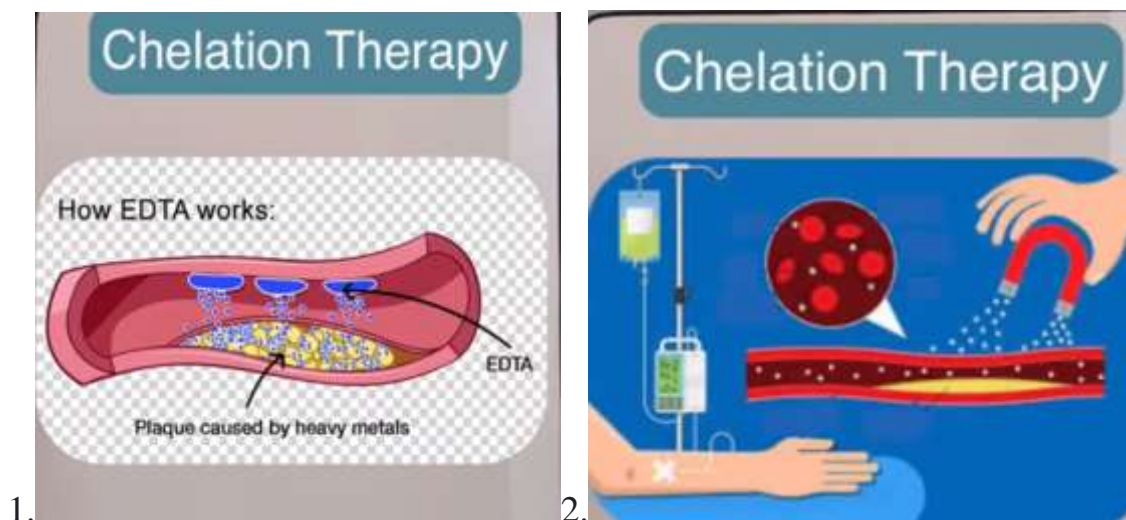 Chelation Therapy
How EDTA works:
EDTA
Plaque caused by heavy metals
1.
Chelation Therapy
2.